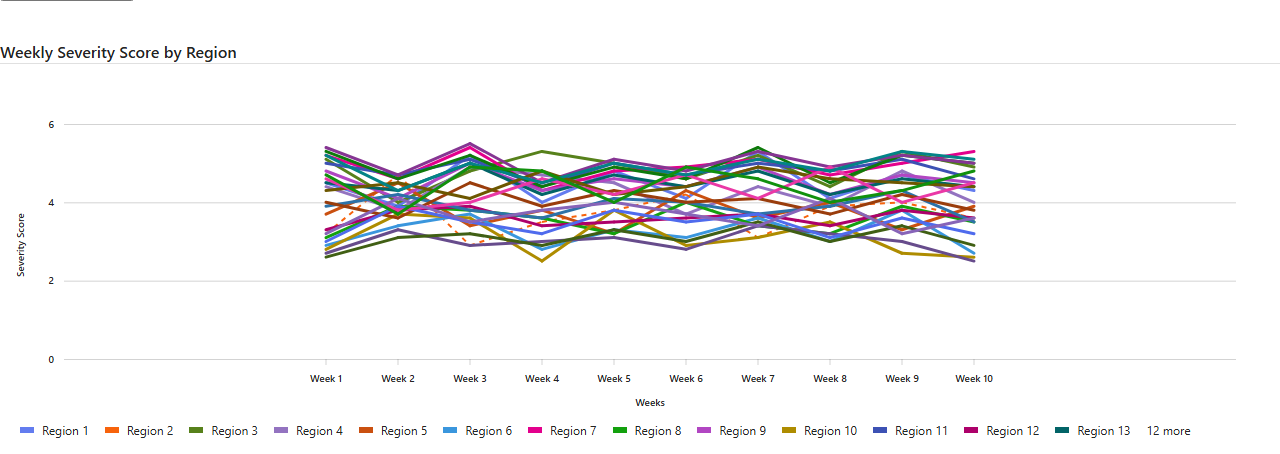 Weekly Severity Score by Region
6
4
2
0
Severity Score
Week 1 Week 2 Week 3 Week 4 Week 5 Week 6 Week 7 Week 8 Week 9 Week 10
Weeks
Region 1 Region 2 Region 3 Region 4 Region 5 Region 6 Region 7 Region 8 Region 9 Region 10 Region 11 Region 12 Region 13 12 more